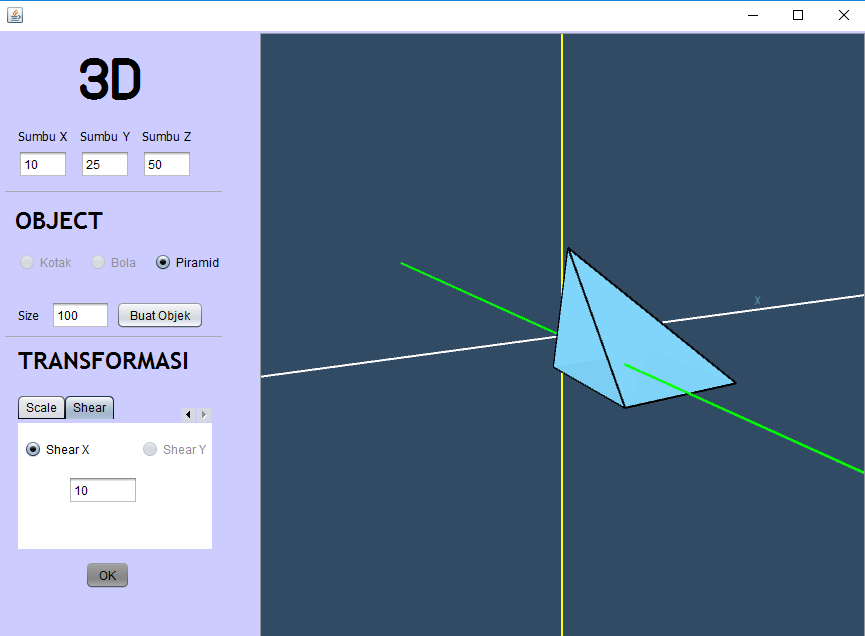 3D
Sumbu X Sumbu Y Sumbu Z
10 25 50
OBJECT
Kotak Bola Piramid
Size 100 Buat Objek
TRANSFORMASI
Scale Shear
Shear X Shear Y
10
OK
X